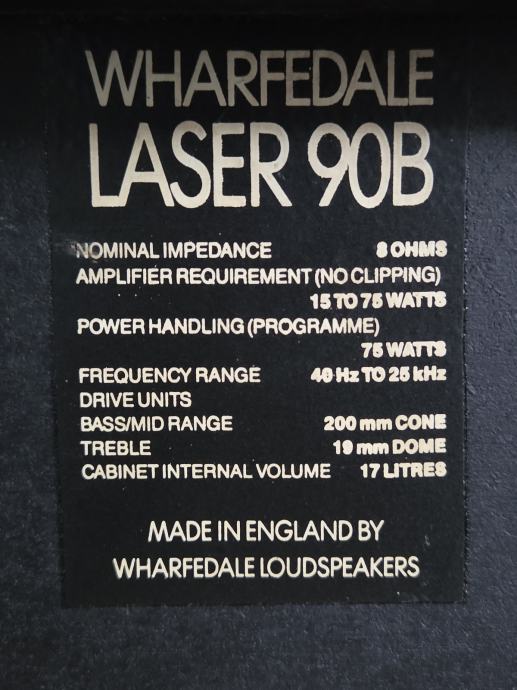 WHARFEDALE
LASER 90B
NOMINAL IMPEDANCE 8 OHMS
AMPLIFIER REQUIREMENT (NO CLIPPING)
15 TO 75 WATTS
POWER HANDLING (PROGRAMME)
75 WATTS
FREQUENCY RANGE 40 Hz TO 25 kHz
DRIVE UNITS
BASS/MID RANGE 200 mm CONE
TREBLE 19 mm DOME
CABINET INTERNAL VOLUME 17 LITRES
MADE IN ENGLAND BY
WHARFEDALE LOUDSPEAKERS